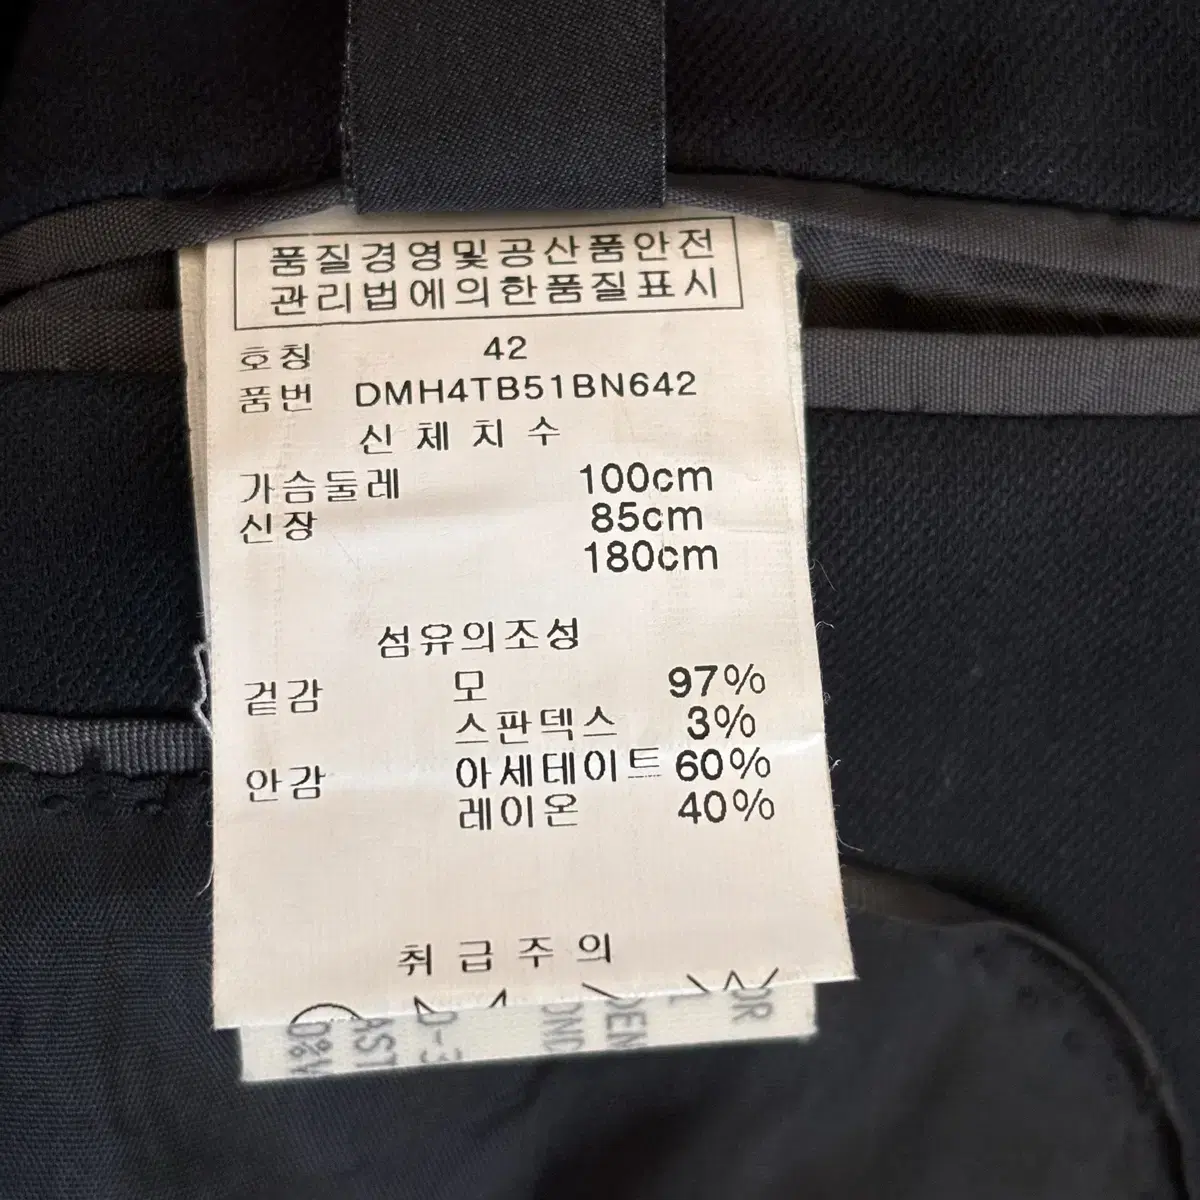 품질경영및공산품안전
관리법에의한품질표시
호칭 42
품번 DMH4TB51BN642
신체치수
가슴둘레 100cm
신장 85cm
180cm
섬유의조성
겉감 모 97%
스판덱스 3%
안감 아세테이트 60%
레이온 40%
취급주의